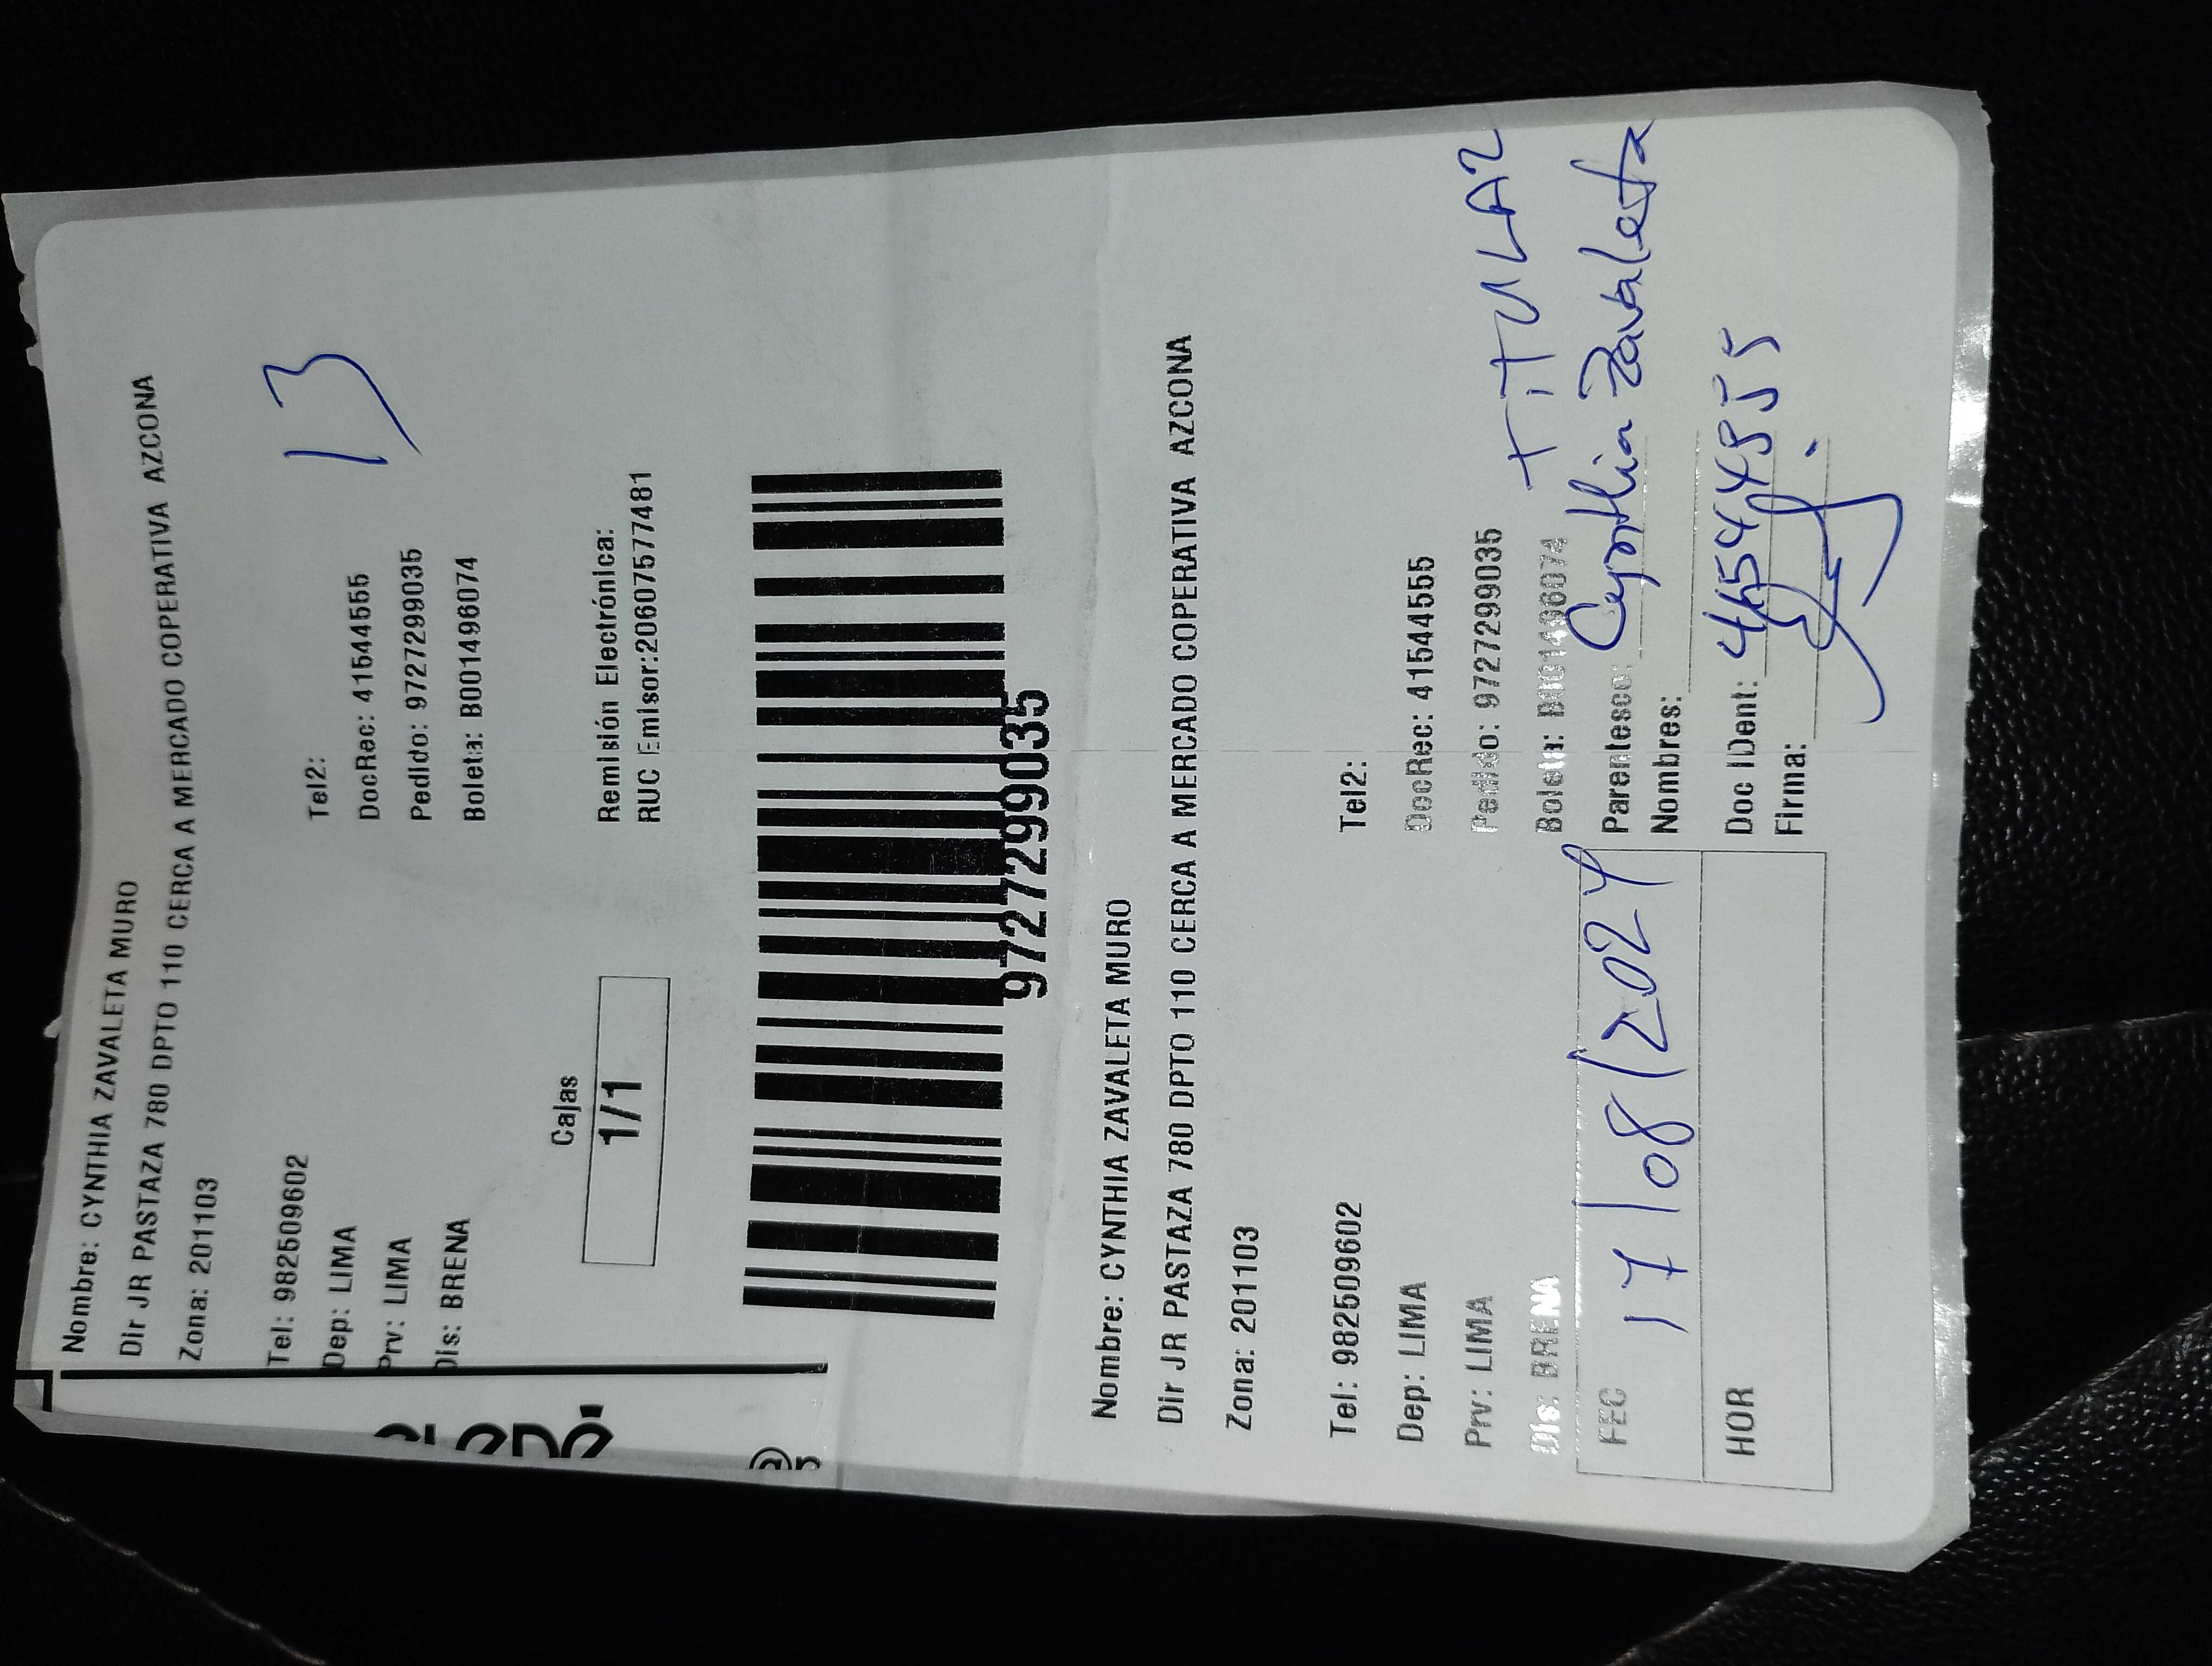 Nombre: CYNTHIA ZAVALETA MURO
Dir JR PASTAZA 780 DPTO 110 CERCA A MERCADO COPERATIVA AZCONA
Zona: 201103
13
Tel: 982509602 Tel2:
Dep: LIMA DocRec: 41544555
Prv: LIMA Pedido: 9727299035
Dis: BRENA Boleta: B001496074
Cajas
1/1
Remisión Electrónica:
RUC Emisor:20607577481
9727299035
Nombre: CYNTHIA ZAVALETA MURO
Dir JR PASTAZA 780 DPTO 110 CERCA A MERCADO COPERATIVA AZCONA
Zona: 201103
Tel: 982509602 Tel2:
Dep: LIMA DocRec: 41544555
Prv: LIMA Pedido: 9727299035
Dis: BRENA Boleta: B001496074
+ TITULAR
FEC 17/08/2024 Parentesco: Cynthia Zavaleta
Nombres:
HOR Doc IDent:
Firma: